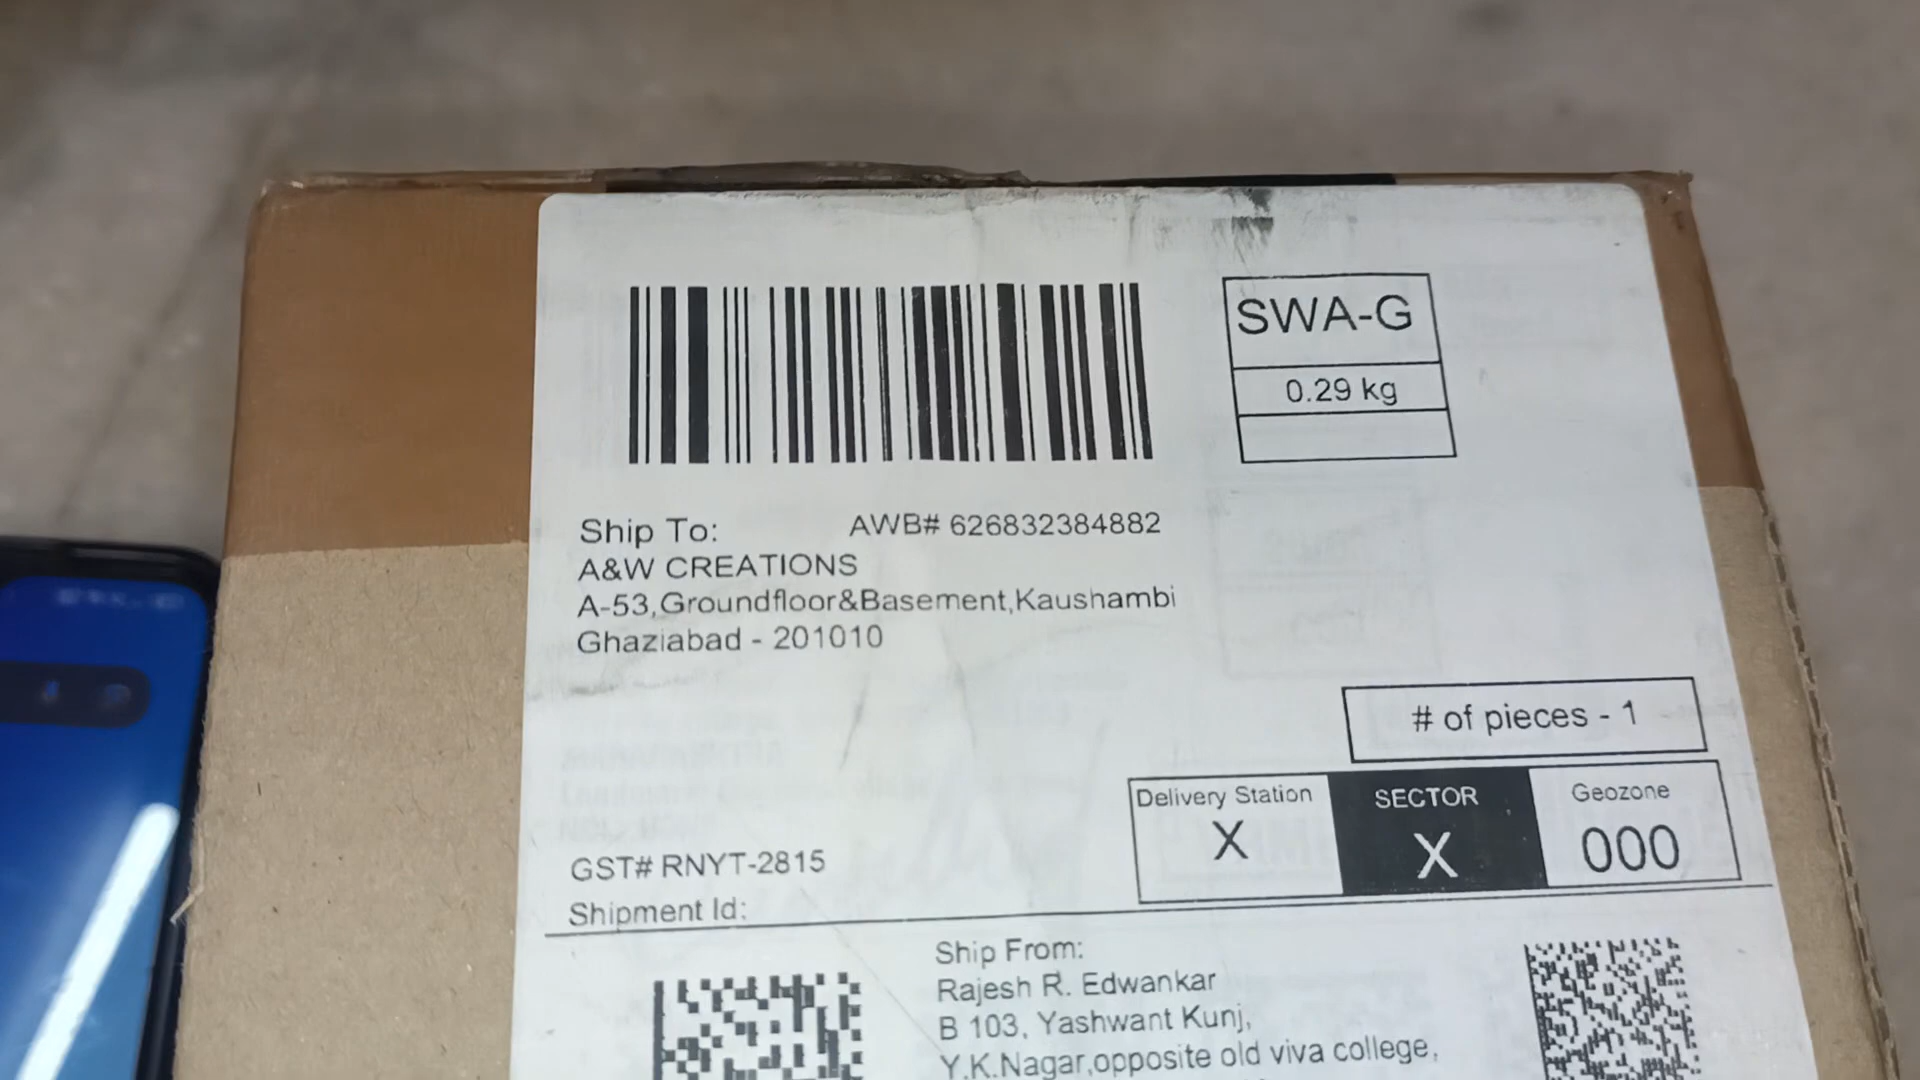 SWA-G
0.29 kg
Ship To: AWB# 626832384882
A&W CREATIONS
A-53,Groundfloor&Basement,Kaushambi
Ghaziabad - 201010
# of pieces - 1
Delivery Station SECTOR Geozone
X X 000
GST# RNYT-2815
Shipment Id:
Ship From:
Rajesh R. Edwankar
B 103, Yashwant Kunj,
Y.K.Nagar,opposite old viva college,